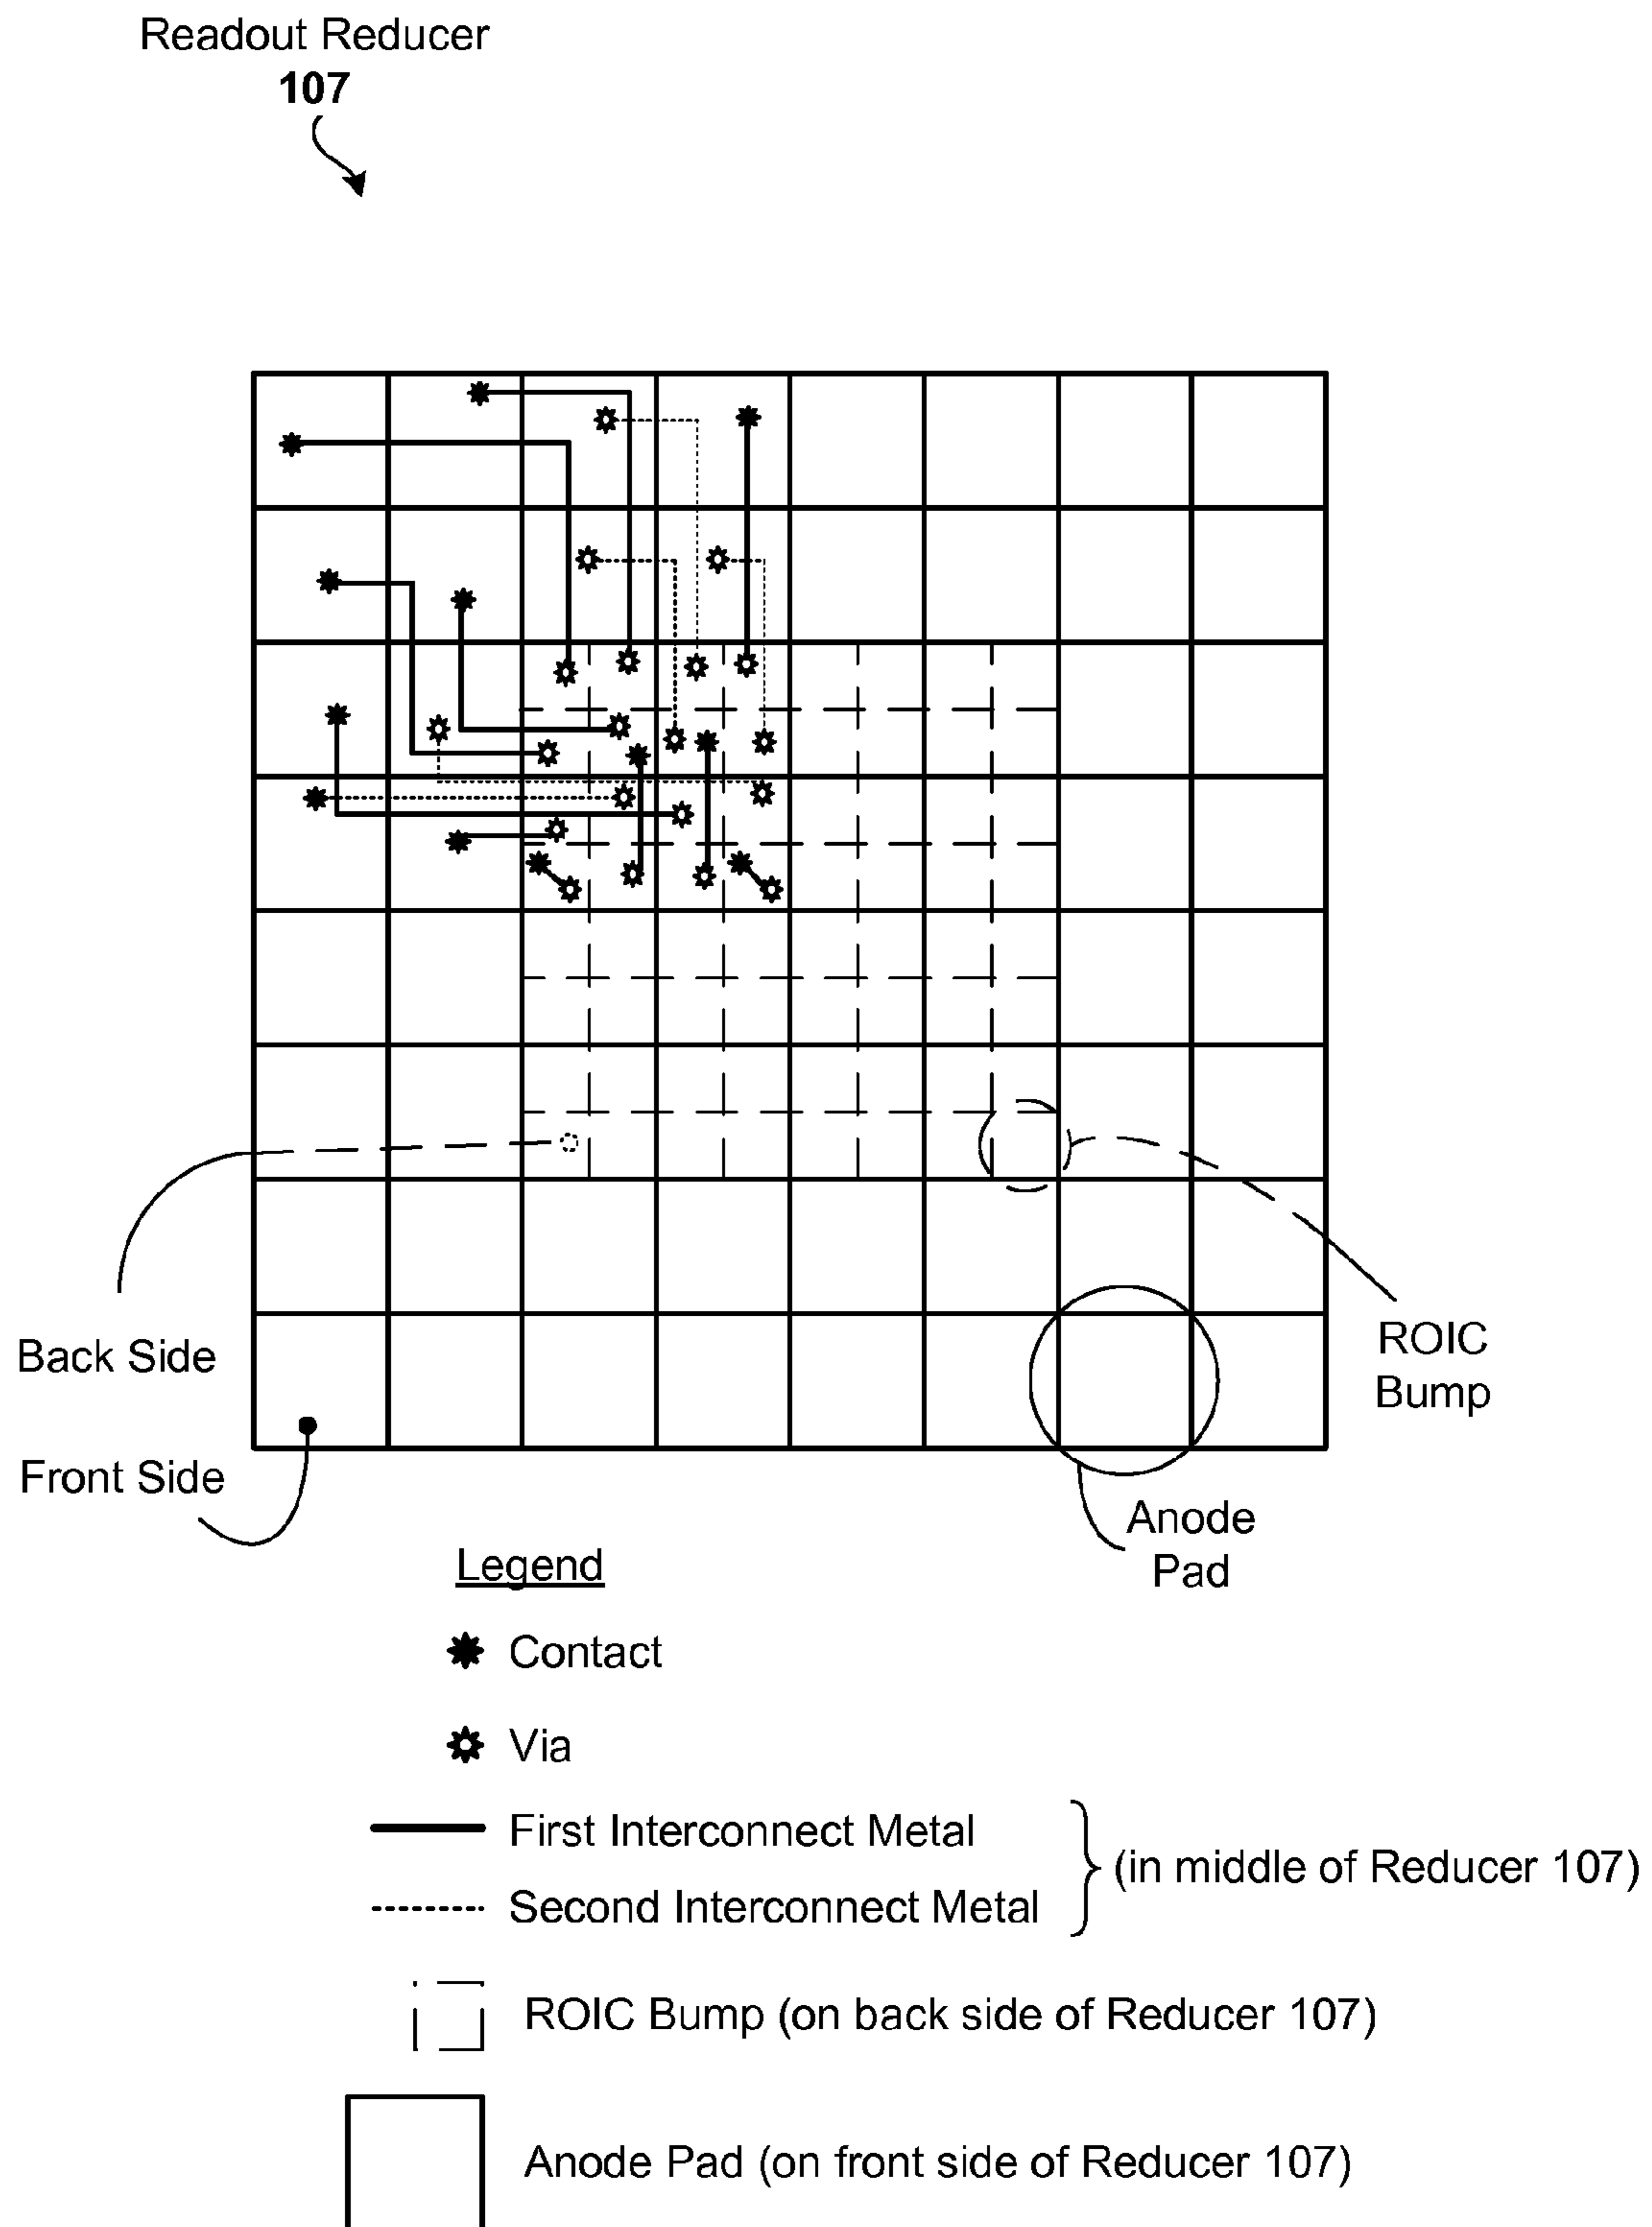 Readout Reducer
107
Back Side
Front Side
ROIC
Bump
Anode
Pad
Legend
Contact
Via
First Interconnect Metal
Second Interconnect Metal
(in middle of Reducer 107)
ROIC Bump (on back side of Reducer 107)
Anode Pad (on front side of Reducer 107)